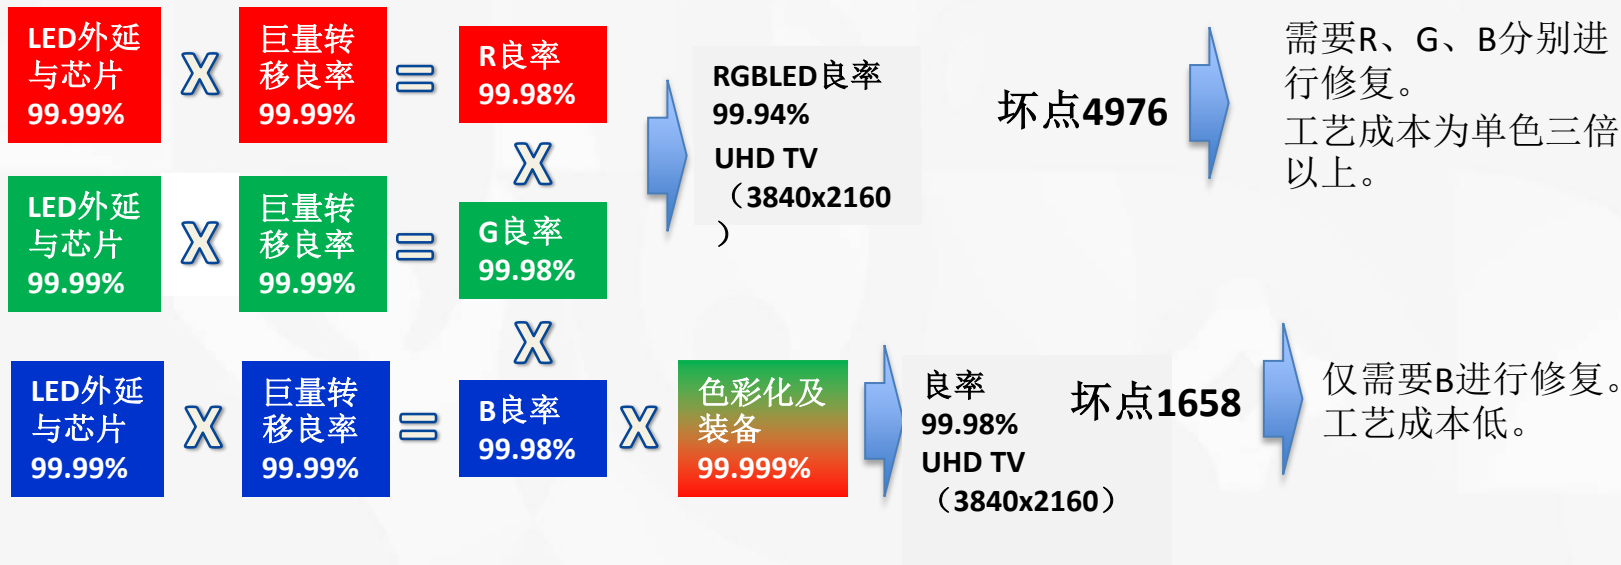 LED外延
与芯片
99.99%
X
巨量转
移良率
99.99%
=
R良率
99.98%
X
LED外延
与芯片
99.99%
X
巨量转
移良率
99.99%
=
G良率
99.98%
X
LED外延
与芯片
99.99%
X
巨量转
移良率
99.99%
=
B良率
99.98%
X
色彩化及
装备
99.999%
RGBLED良率
99.94%
UHD TV
（3840x2160
）
坏点4976
需要R、G、B分别进
行修复。
工艺成本为单色三倍
以上。
良率
99.98%
UHD TV
（3840x2160）
坏点1658
仅需要B进行修复。
工艺成本低。